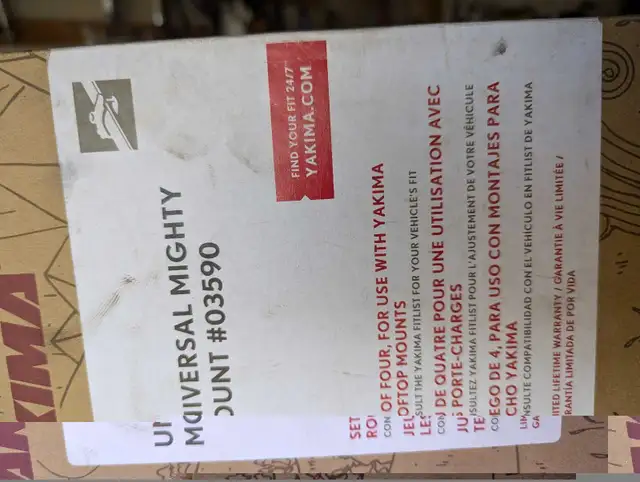 YAKIMA
UNIVERSAL MIGHTY
MOUNT #03590
FIND YOUR FIT 24/7
YAKIMA.COM
SET OF FOUR, FOR USE WITH YAKIMA
ROOFTOP MOUNTS
CONSULT THE YAKIMA FITLIST FOR YOUR VEHICLE'S FIT
JEU DE QUATRE POUR UNE UTILISATION AVEC
LES PORTE-CHARGES
CONSULTEZ YAKIMA FITLIST POUR L'AJUSTEMENT DE VOTRE VÉHICULE
JUEGO DE 4, PARA USO CON MONTAJES PARA
TECHO YAKIMA
CONSULTE COMPATIBILIDAD CON EL VEHÍCULO EN FITLIST DE YAKIMA
LIMITED LIFETIME WARRANTY / GARANTIE À VIE LIMITÉE /
GARANTÍA LIMITADA DE POR VIDA